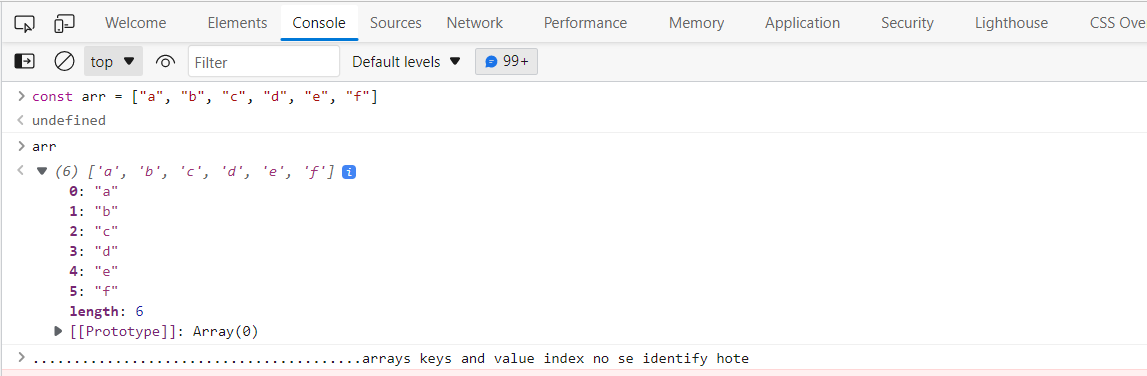 Welcome Elements Console Sources Network Performance Memory Application Security Lighthouse CSS Ove
top Filter Default levels 99+
> const arr = ["a", "b", "c", "d", "e", "f"]
< undefined
> arr
< (6) ['a', 'b', 'c', 'd', 'e', 'f'] i
0: "a"
1: "b"
2: "c"
3: "d"
4: "e"
5: "f"
length: 6
[[Prototype]]: Array(0)
> ........................................arrays keys and value index no se identify hote